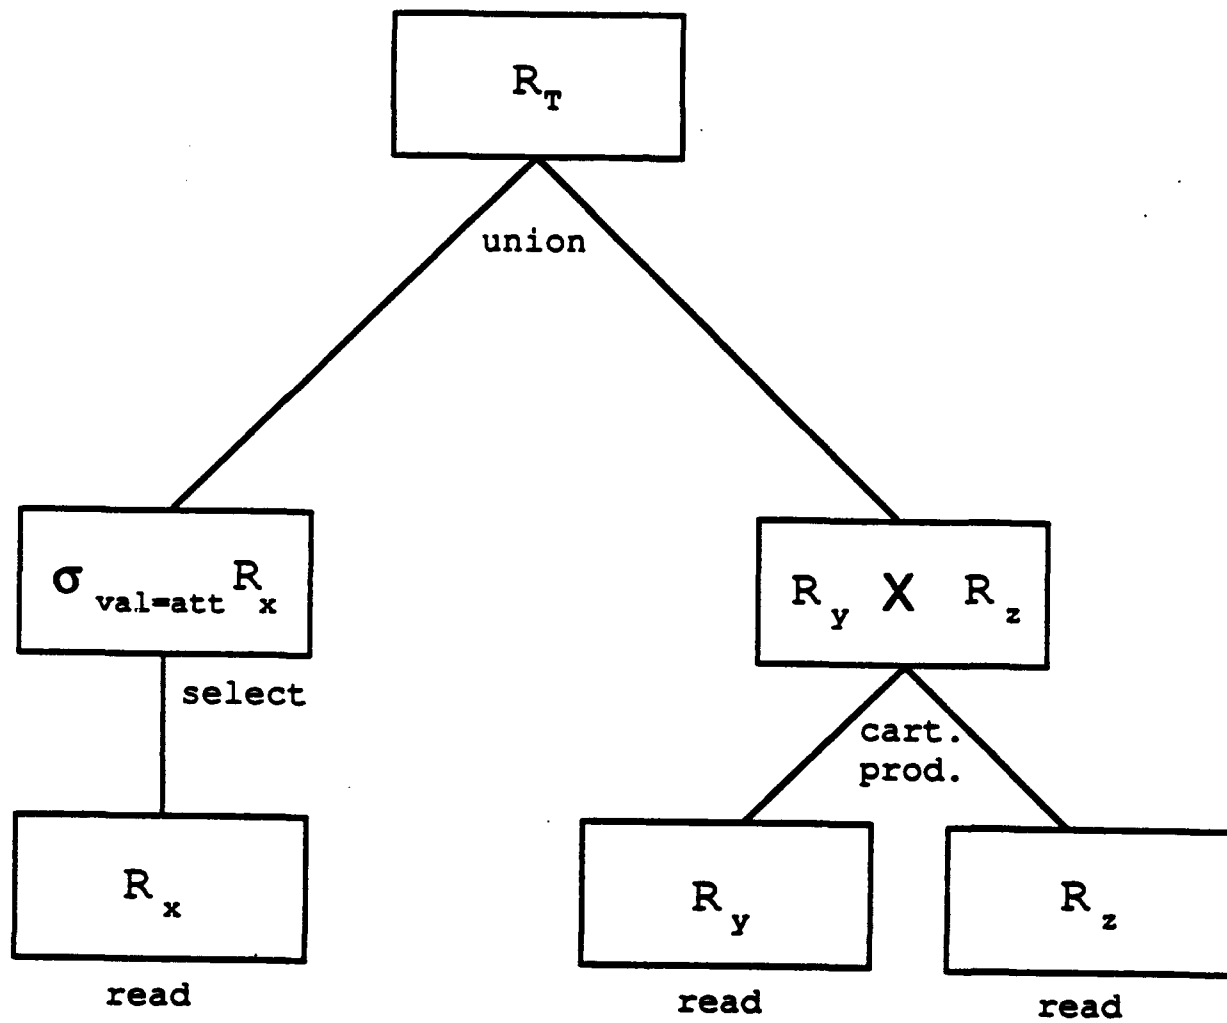 R_T
union
σ_val=att R_x
R_y X R_z
select
cart.
prod.
R_x
R_y
R_z
read
read
read